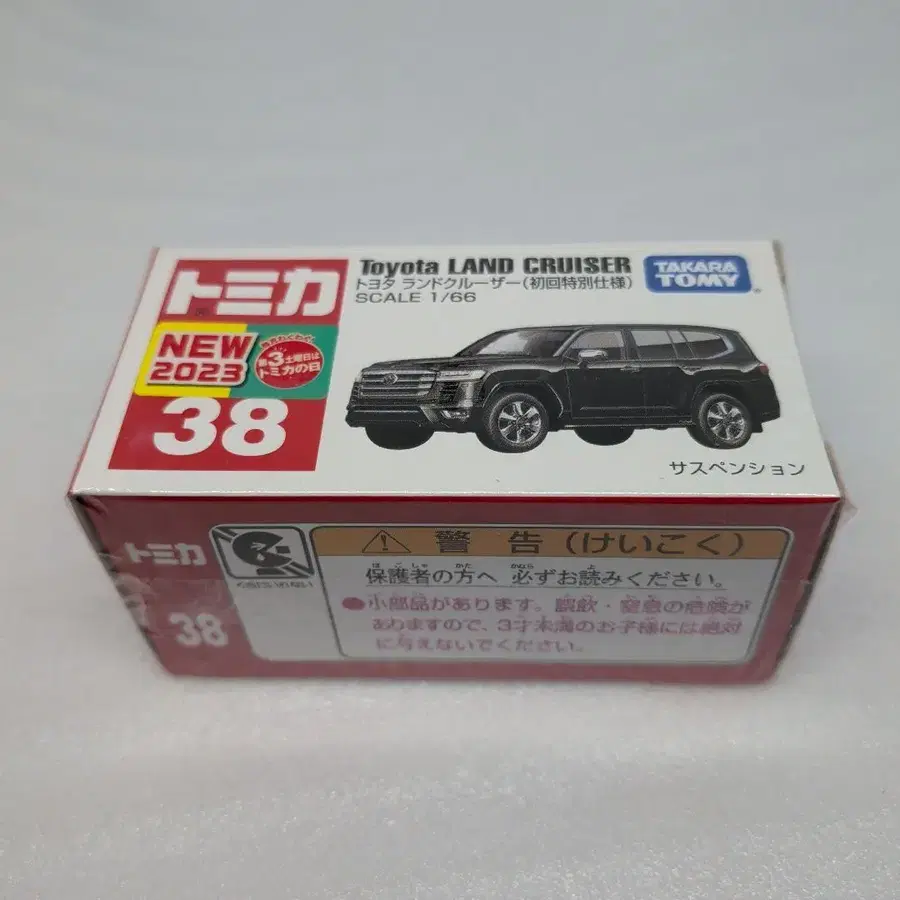 トミカ
Toyota LAND CRUISER
トヨタ ランドクルーザー(初回特別仕様)
SCALE 1/66
TAKARA
TOMY
NEW
2023
第3土曜日は
トミカの日
38
サスペンション
トミカ
38
警告(けいこく)
保護者の方へ 必ずお読みください。
●小部品があります。誤飲・窒息の危険が
ありますので、3才未満のお子様には絶対
に与えないでください。